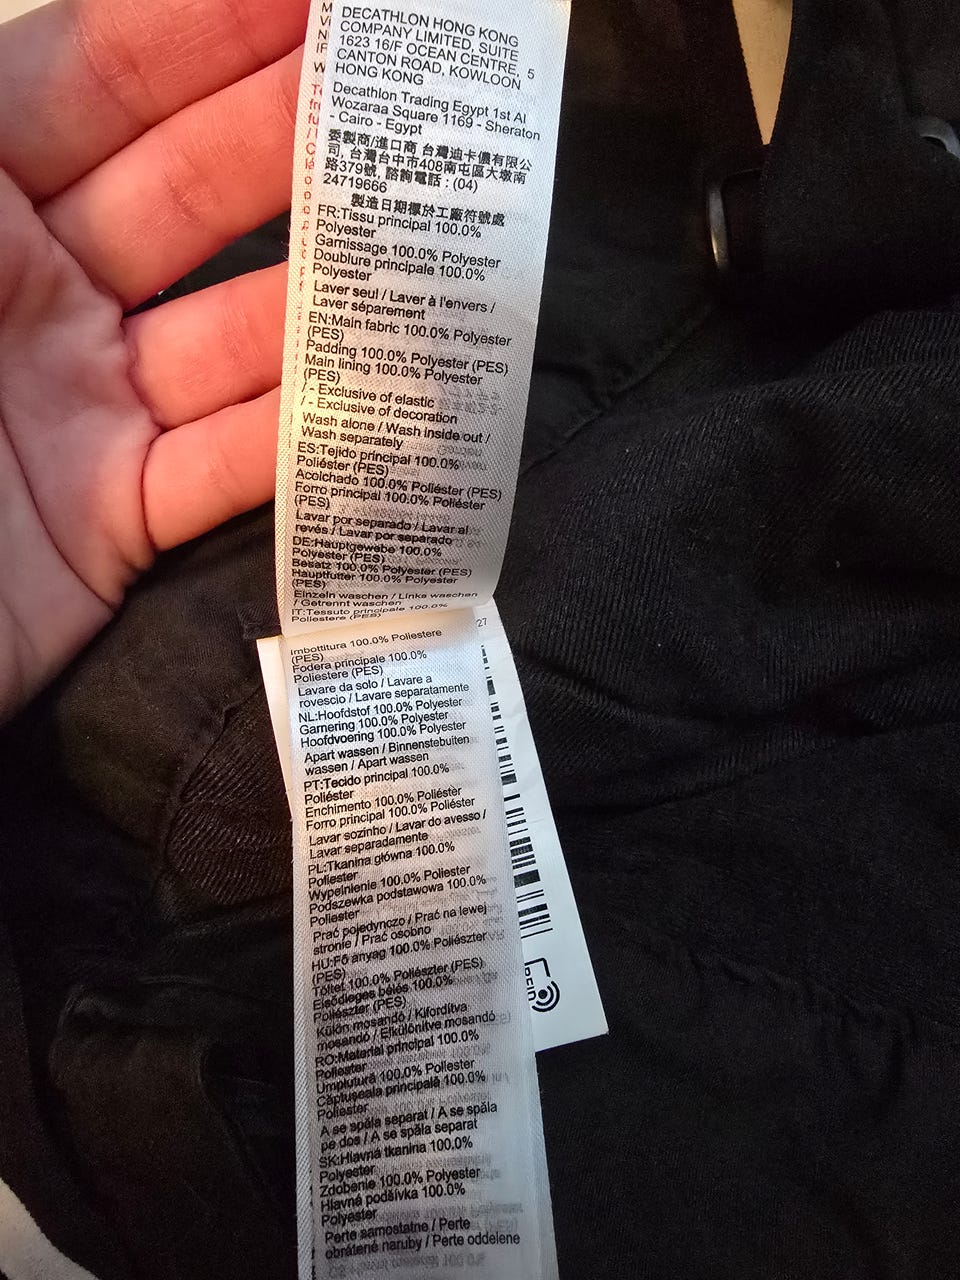 DECATHLON HONG KONG
COMPANY LIMITED, SUITE
1623 16/F OCEAN CENTRE, 5
CANTON ROAD, KOWLOON
HONG KONG
Decathlon Trading Egypt 1st Al
Wozaraa Square 1169 - Sheraton
- Cairo - Egypt
委製商/進口商 台灣迪卡儂有限公
司, 台灣台中市408南屯區大墩南
路379號, 諮詢電話 : (04)
24719666
製造日期標於工廠符號處
FR:Tissu principal 100.0%
Polyester
Garnissage 100.0% Polyester
Doublure principale 100.0%
Polyester
Laver seul / Laver à l'envers /
Laver séparement
EN:Main fabric 100.0% Polyester
(PES)
Padding 100.0% Polyester (PES)
Main lining 100.0% Polyester
(PES)
/ - Exclusive of elastic
/ - Exclusive of decoration
Wash alone / Wash inside out /
Wash separately
ES:Tejido principal 100.0%
Poliéster (PES)
Acolchado 100.0% Poliéster (PES)
Forro principal 100.0% Poliéster
(PES)
Lavar por separado / Lavar al
revés / Lavar por separado
DE:Hauptgewebe 100.0%
Polyester (PES)
Besatz 100.0% Polyester (PES)
Hauptfutter 100.0% Polyester
(PES)
Einzeln waschen / Links waschen
/ Getrennt waschen
IT:Tessuto principale 100.0%
Poliestere (PES)
Imbottitura 100.0% Poliestere
(PES)
Fodera principale 100.0%
Poliestere (PES)
Lavare da solo / Lavare a
rovescio / Lavare separatamente
NL:Hoofdstof 100.0% Polyester
Garnering 100.0% Polyester
Hoofdvoering 100.0% Polyester
Apart wassen / Binnenstebuiten
wassen / Apart wassen
PT:Tecido principal 100.0%
Poliéster
Enchimento 100.0% Poliéster
Forro principal 100.0% Poliéster
Lavar sozinho / Lavar do avesso /
Lavar separadamente
PL:Tkanina główna 100.0%
Poliester
Wypełnienie 100.0% Poliester
Podszewka podstawowa 100.0%
Poliester
Prać pojedynczo / Prać na lewej
stronie / Prać osobno
HU:Fő anyag 100.0% Poliészter
(PES)
Töltet 100.0% Poliészter (PES)
Elsődleges bélés 100.0%
Poliészter (PES)
Külön mosandó / Kifordítva
mosandó / Elkülönítve mosandó
RO:Material principal 100.0%
Poliester
Umplutură 100.0% Poliester
Căptuşeala principală 100.0%
Poliester
A se spăla separat / A se spăla
pe dos / A se spăla separat
SK:Hlavná tkanina 100.0%
Polyester
Zdobenie 100.0% Polyester
Hlavná podšívka 100.0%
Polyester
Perte samostatne / Perte
obrátené naruby / Perte oddelene
27
RFID